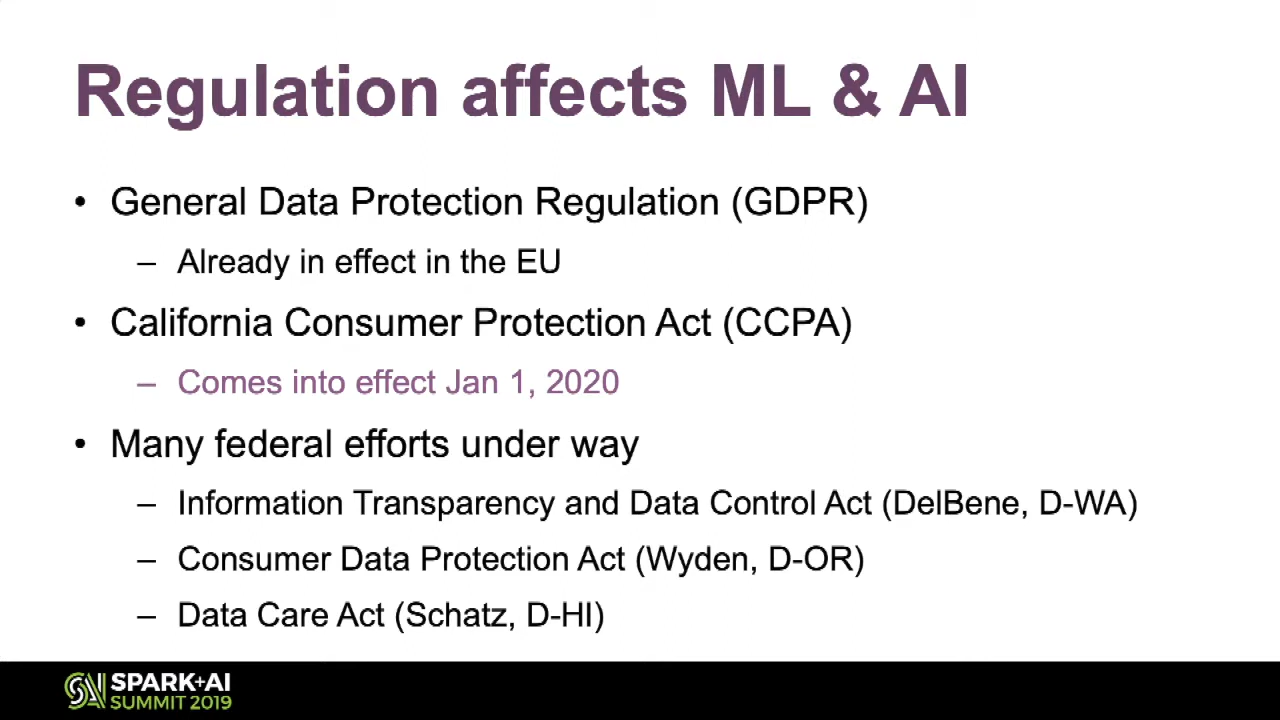 Regulation affects ML & AI
• General Data Protection Regulation (GDPR)
– Already in effect in the EU
• California Consumer Protection Act (CCPA)
– Comes into effect Jan 1, 2020
• Many federal efforts under way
– Information Transparency and Data Control Act (DelBene, D-WA)
– Consumer Data Protection Act (Wyden, D-OR)
– Data Care Act (Schatz, D-HI)
SPARK+AI
SUMMIT 2019